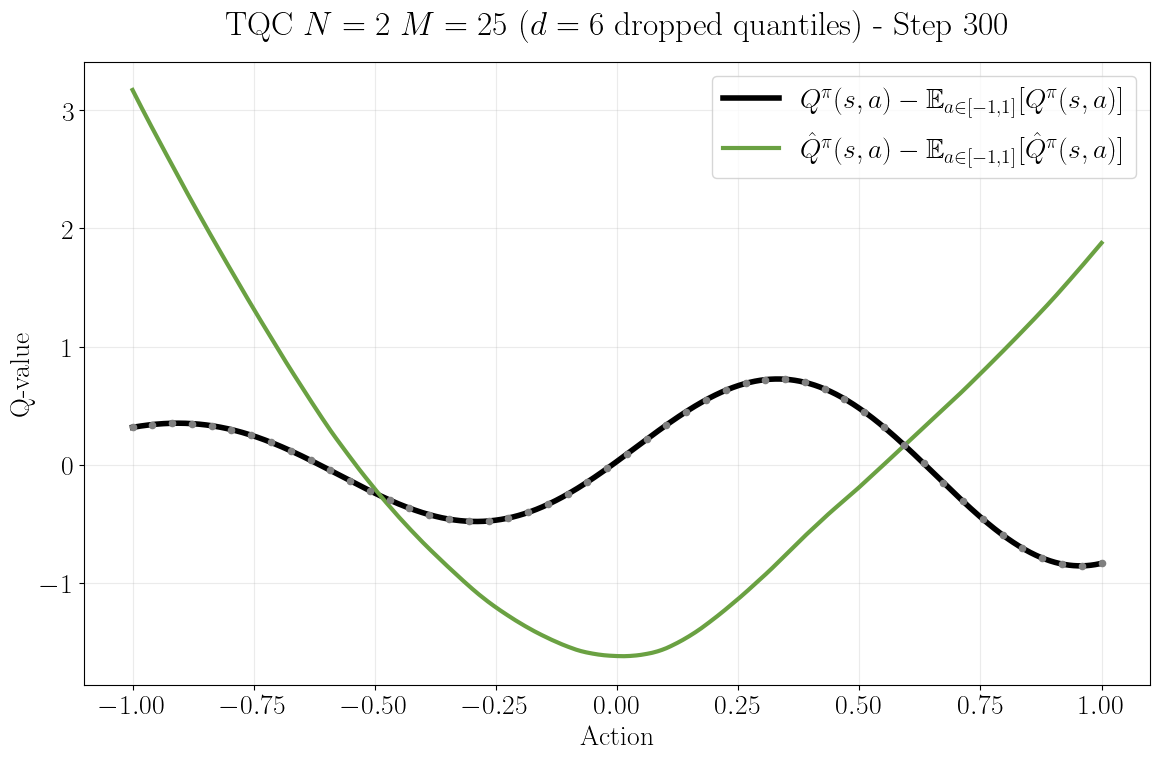 TQC N = 2 M = 25 (d = 6 dropped quantiles) - Step 300
Q^π(s, a) − 𝔼_{a∈[−1,1]}[Q^π(s, a)]
Q̂^π(s, a) − 𝔼_{a∈[−1,1]}[Q̂^π(s, a)]
3
2
1
0
−1
Q-value
−1.00 −0.75 −0.50 −0.25 0.00 0.25 0.50 0.75 1.00
Action